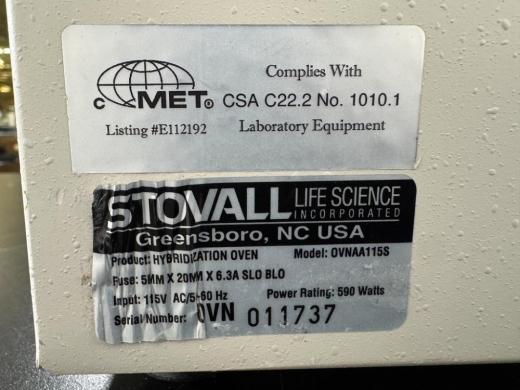 Complies With
C MET® CSA C22.2 No. 1010.1
Listing #E112192 Laboratory Equipment
STOVALL LIFE SCIENCE
INCORPORATED
Greensboro, NC USA
Product: HYBRIDIZATION OVEN Model: OVNAA115S
Fuse: 5MM X 20MM X 6.3A SLO BLO
Input: 115V AC/5-60 Hz Power Rating: 590 Watts
Serial Number: OVN 011737